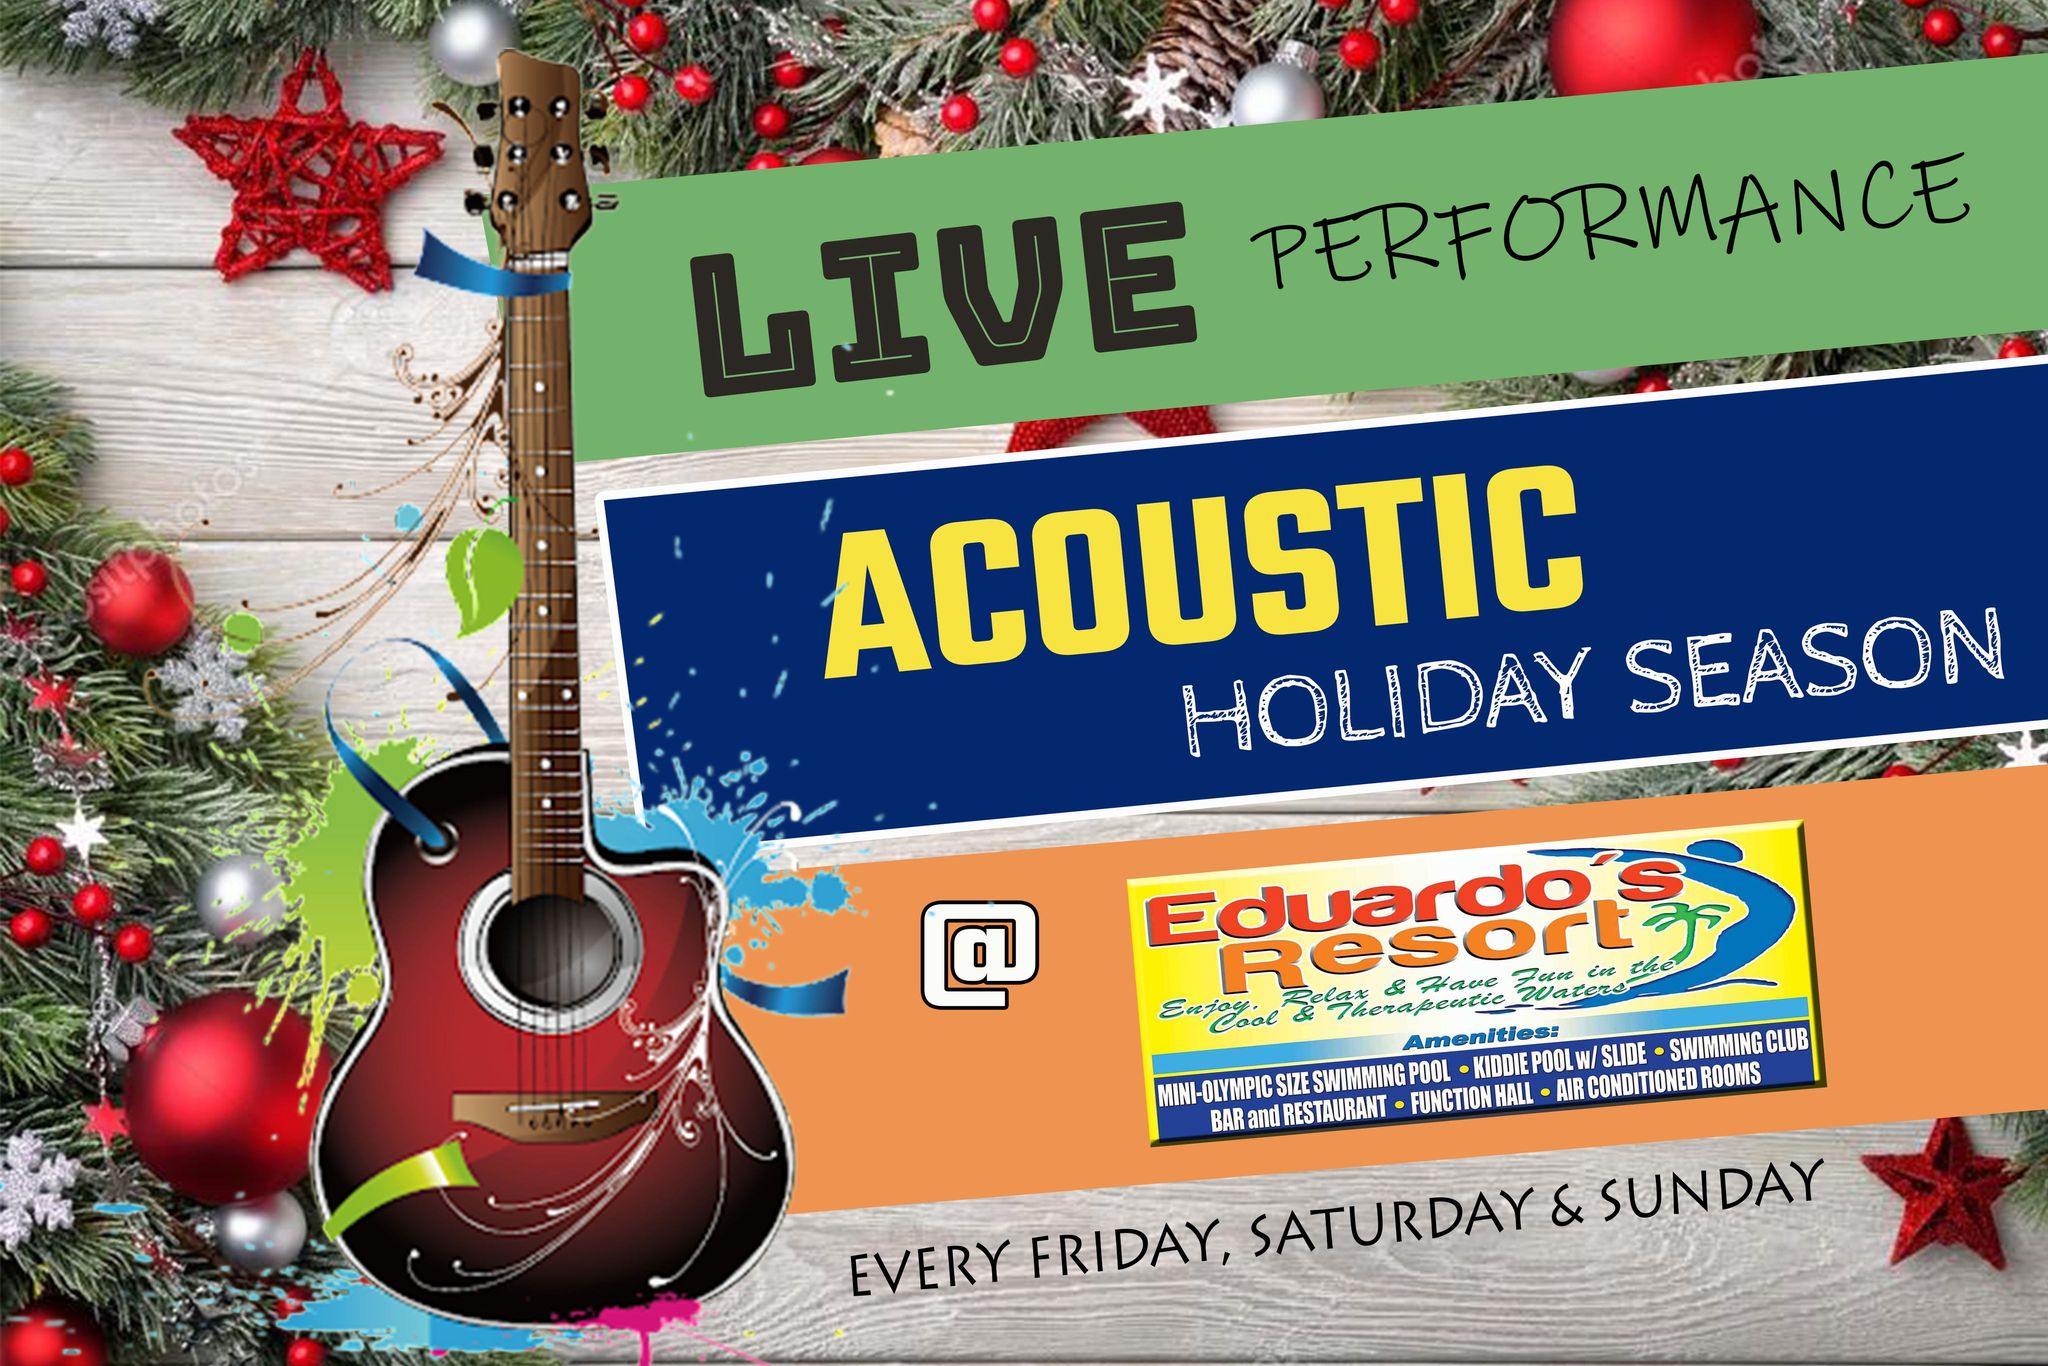 LIVE PERFORMANCE
ACOUSTIC
HOLIDAY SEASON
@
Eduardo's
Resort
Enjoy, Relax & Have Fun in the
Cool & Therapeutic Waters
Amenities:
MINI-OLYMPIC SIZE SWIMMING POOL • KIDDIE POOL w/ SLIDE • SWIMMING CLUB
BAR and RESTAURANT • FUNCTION HALL • AIR CONDITIONED ROOMS
EVERY FRIDAY, SATURDAY & SUNDAY